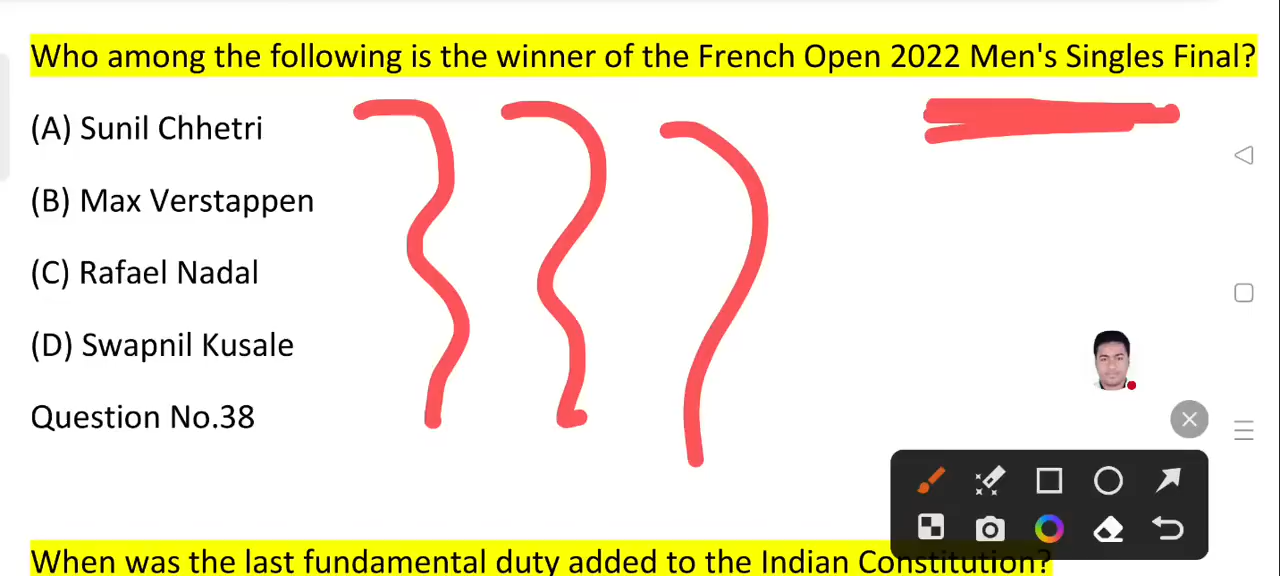 Who among the following is the winner of the French Open 2022 Men's Singles Final?
(A) Sunil Chhetri
(B) Max Verstappen
(C) Rafael Nadal
(D) Swapnil Kusale
Question No.38
When was the last fundamental duty added to the Indian Constitution?